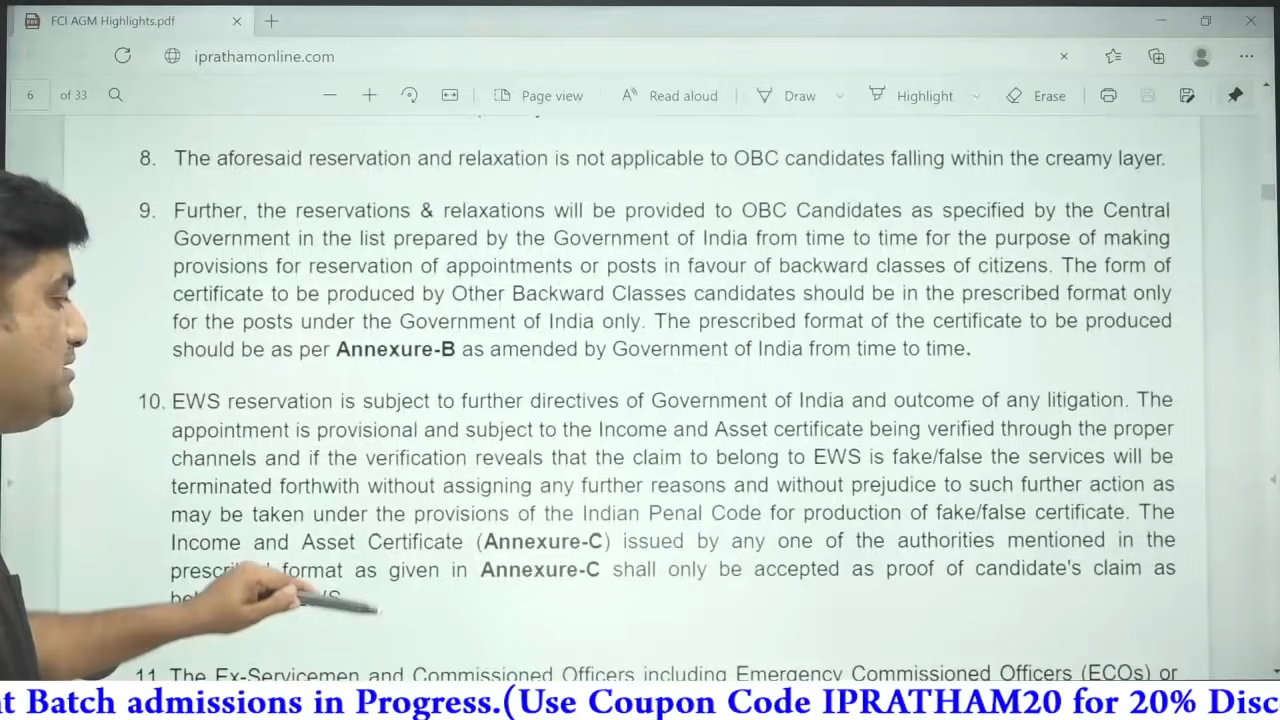 FCI AGM Highlights.pdf
iprathamonline.com
6 of 33 Page view Read aloud Draw Highlight Erase
8. The aforesaid reservation and relaxation is not applicable to OBC candidates falling within the creamy layer.
9. Further, the reservations & relaxations will be provided to OBC Candidates as specified by the Central
Government in the list prepared by the Government of India from time to time for the purpose of making
provisions for reservation of appointments or posts in favour of backward classes of citizens. The form of
certificate to be produced by Other Backward Classes candidates should be in the prescribed format only
for the posts under the Government of India only. The prescribed format of the certificate to be produced
should be as per Annexure-B as amended by Government of India from time to time.
10. EWS reservation is subject to further directives of Government of India and outcome of any litigation. The
appointment is provisional and subject to the Income and Asset certificate being verified through the proper
channels and if the verification reveals that the claim to belong to EWS is fake/false the services will be
terminated forthwith without assigning any further reasons and without prejudice to such further action as
may be taken under the provisions of the Indian Penal Code for production of fake/false certificate. The
Income and Asset Certificate (Annexure-C) issued by any one of the authorities mentioned in the
format as given in Annexure-C shall only be accepted as proof of candidate's claim as
11. The Ex-Servicemen and Commissioned Officers including Emergency Commissioned Officers (ECOs) or
nt Batch admissions in Progress.(Use Coupon Code IPRATHAM20 for 20% Disc